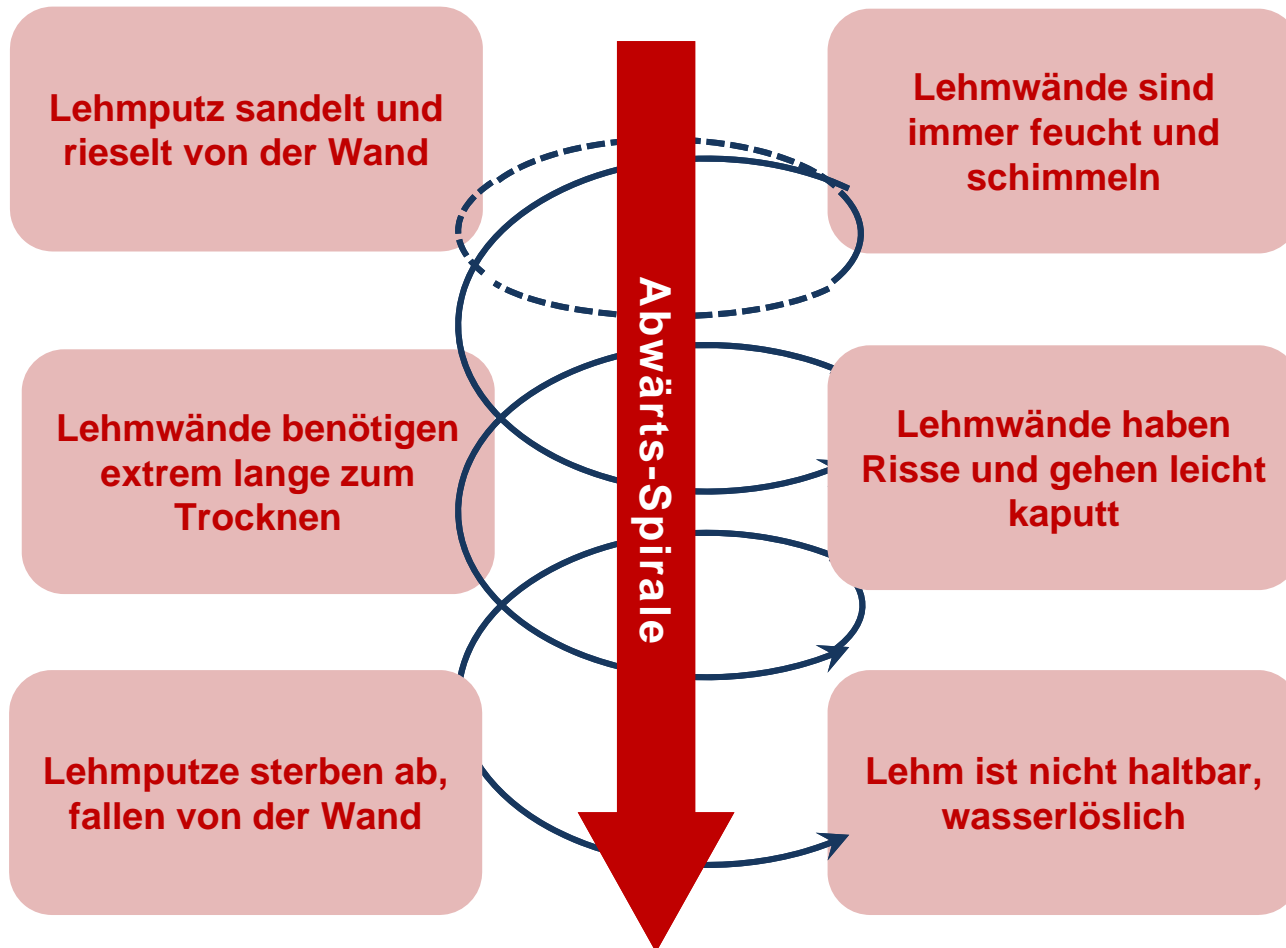 Lehmputz sandelt und
rieselt von der Wand
Lehmwände sind
immer feucht und
schimmeln
Abwärts-Spirale
Lehmwände benötigen
extrem lange zum
Trocknen
Lehmwände haben
Risse und gehen leicht
kaputt
Lehmputze sterben ab,
fallen von der Wand
Lehm ist nicht haltbar,
wasserlöslich